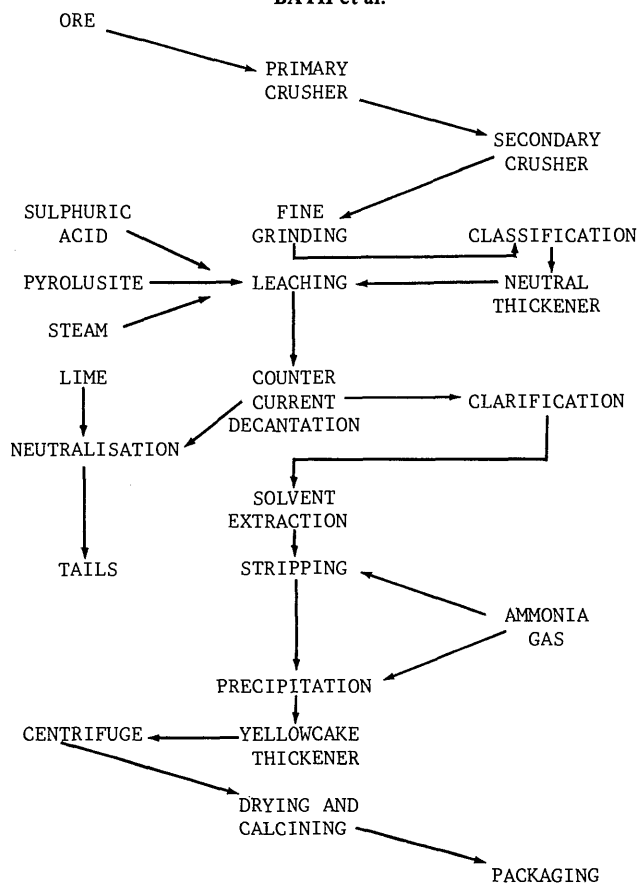 BATH et al.
ORE
PRIMARY
CRUSHER
SECONDARY
CRUSHER
SULPHURIC
ACID
FINE
GRINDING
CLASSIFICATION
PYROLUSITE
LEACHING
NEUTRAL
THICKENER
STEAM
LIME
COUNTER
CURRENT
DECANTATION
CLARIFICATION
NEUTRALISATION
SOLVENT
EXTRACTION
TAILS
STRIPPING
AMMONIA
GAS
PRECIPITATION
CENTRIFUGE
YELLOWCAKE
THICKENER
DRYING AND
CALCINING
PACKAGING